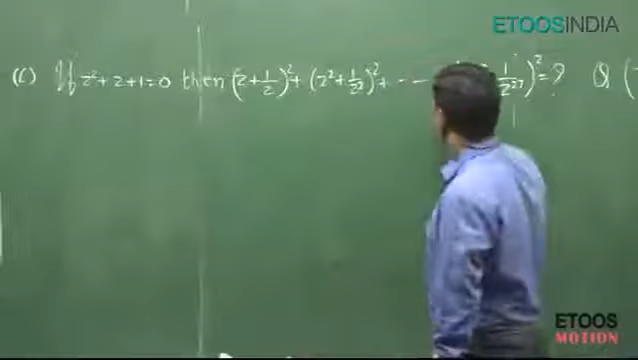 ETOOSINDIA
(C) If z²+z+1=0 then (z+1/z)²+ (z²+1/z²)²+ ---- 1/z²⁷)²=? Q (
ETOOS
MOTION